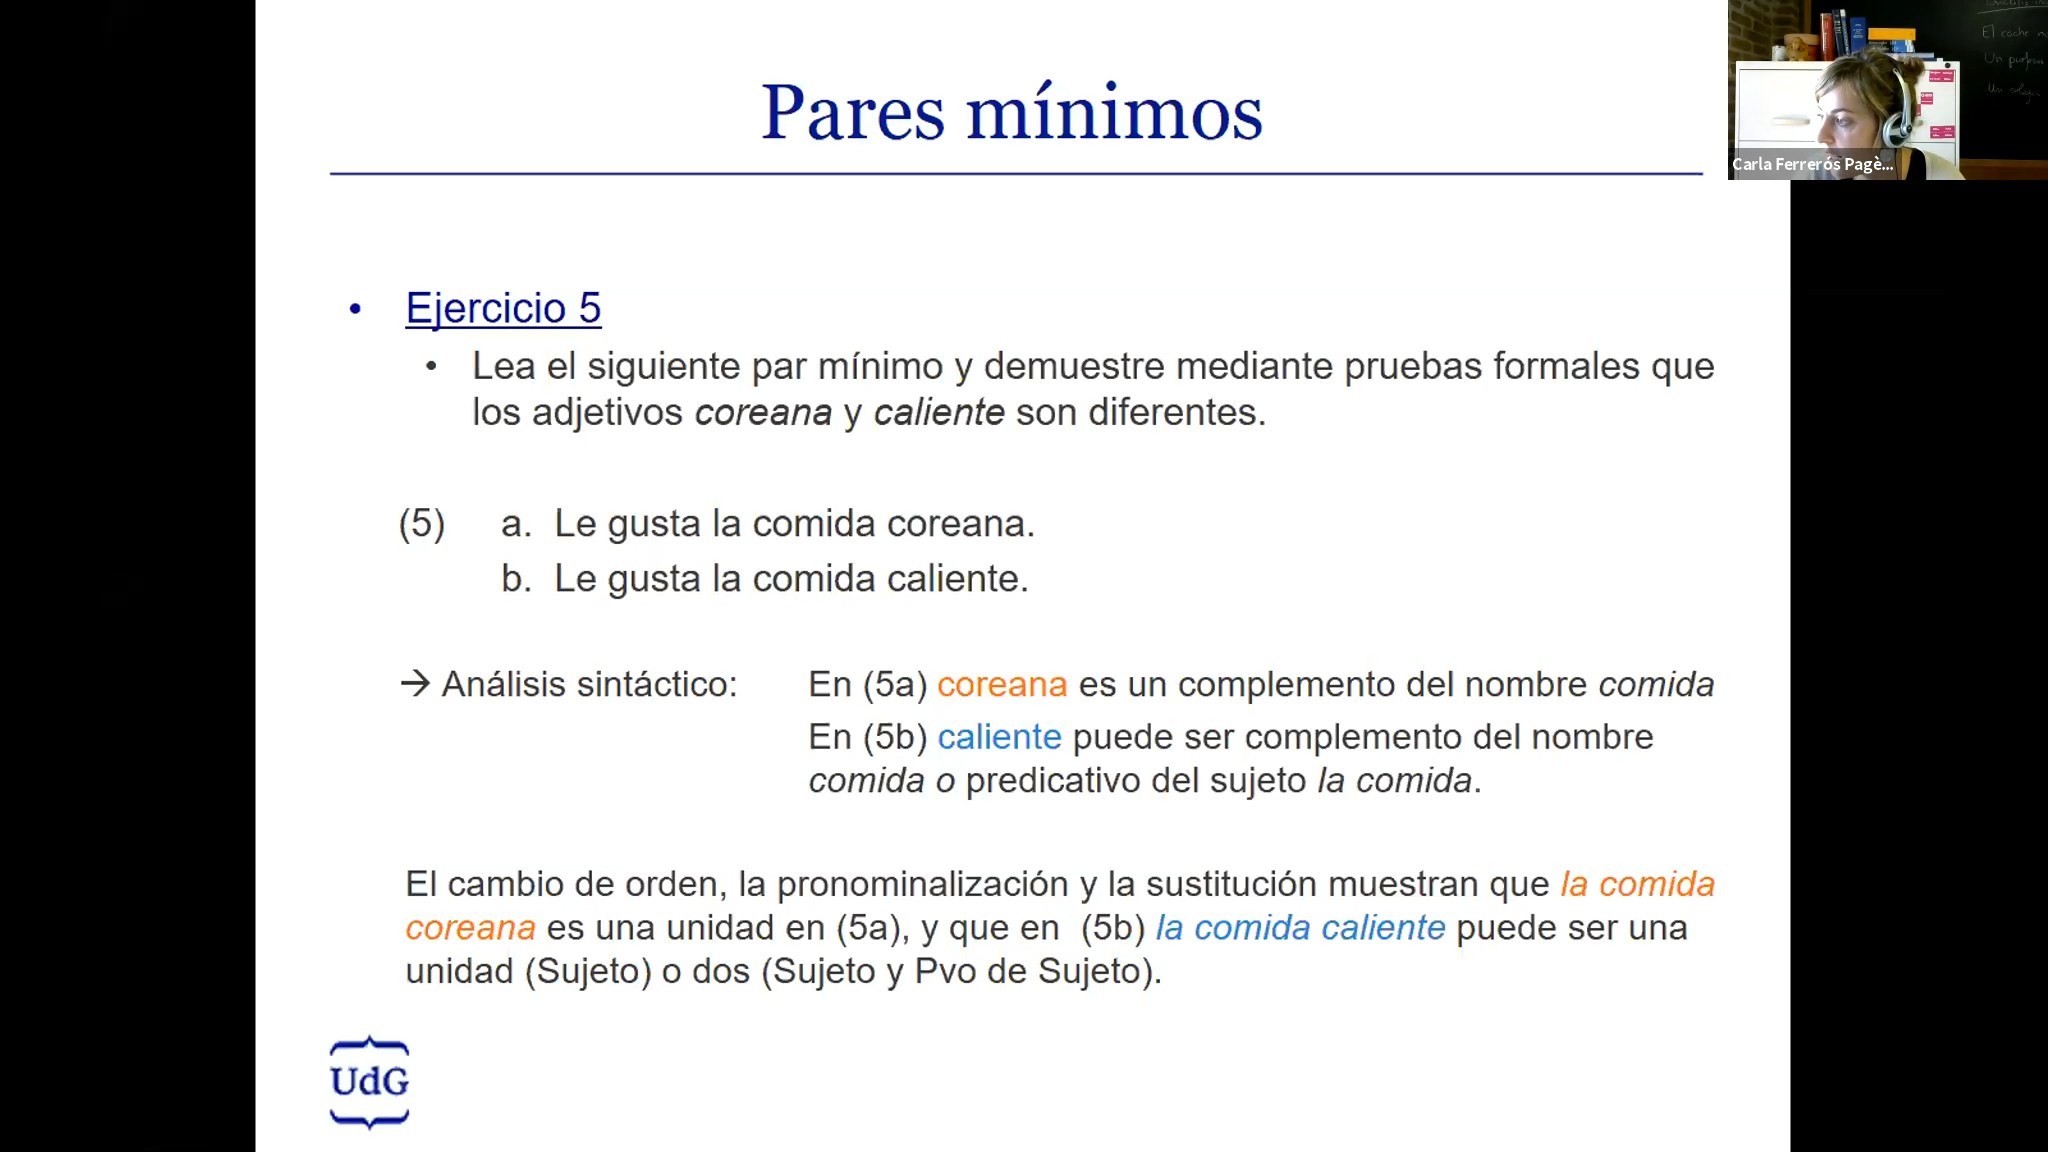 Pares mínimos
El coche
Un
Un
Carla Ferrerós Pagè...
• Ejercicio 5
• Lea el siguiente par mínimo y demuestre mediante pruebas formales que
los adjetivos coreana y caliente son diferentes.
(5) a. Le gusta la comida coreana.
b. Le gusta la comida caliente.
→ Análisis sintáctico: En (5a) coreana es un complemento del nombre comida
En (5b) caliente puede ser complemento del nombre
comida o predicativo del sujeto la comida.
El cambio de orden, la pronominalización y la sustitución muestran que la comida
coreana es una unidad en (5a), y que en (5b) la comida caliente puede ser una
unidad (Sujeto) o dos (Sujeto y Pvo de Sujeto).
UdG